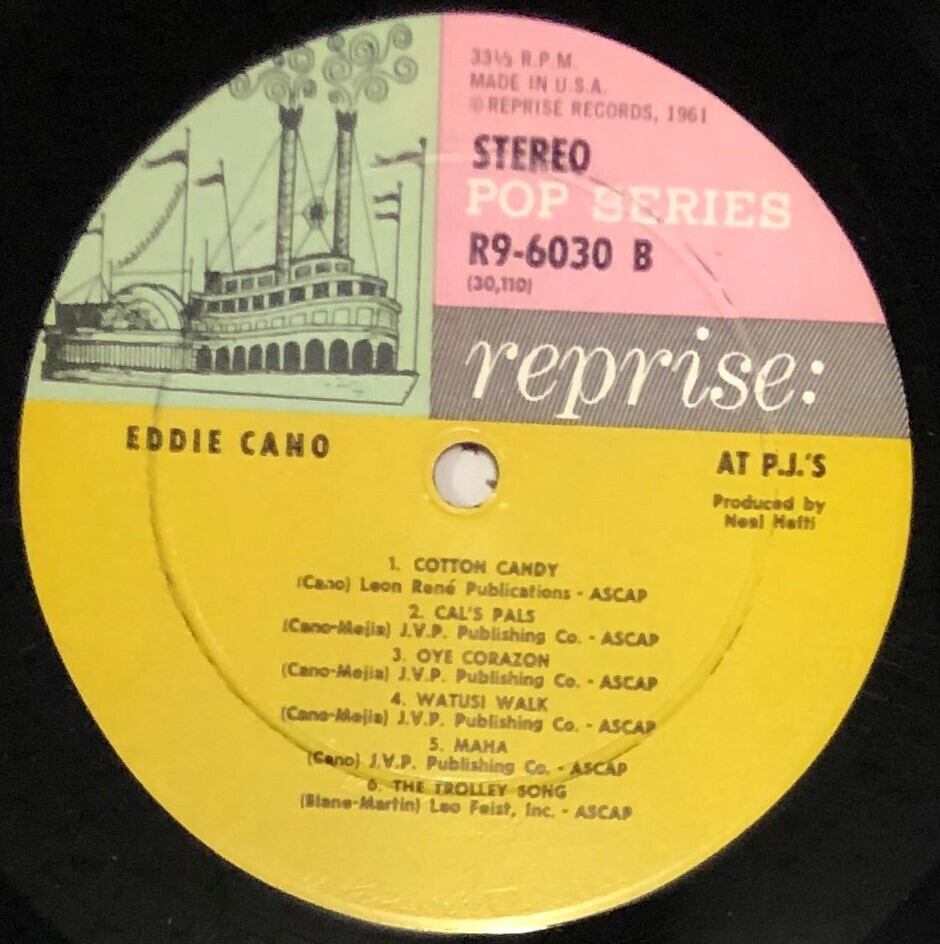 33⅓ R.P.M.
MADE IN U.S.A.
©REPRISE RECORDS, 1961
STEREO
POP SERIES
R9-6030 B
(30,110)
reprise:
EDDIE CANO
AT P.J.'S
Produced by
Neal Hefti
1. COTTON CANDY
(Cano) Leon René Publications - ASCAP
2. CAL'S PALS
(Cano-Mejia) J.V.P. Publishing Co. - ASCAP
3. OYE CORAZON
(Cano-Mejia) J.V.P. Publishing Co. - ASCAP
4. WATUSI WALK
(Cano-Mejia) J.V.P. Publishing Co. - ASCAP
5. MAHA
(Cano) J.V.P. Publishing Co. - ASCAP
6. THE TROLLEY SONG
(Blane-Martin) Leo Feist, Inc. - ASCAP